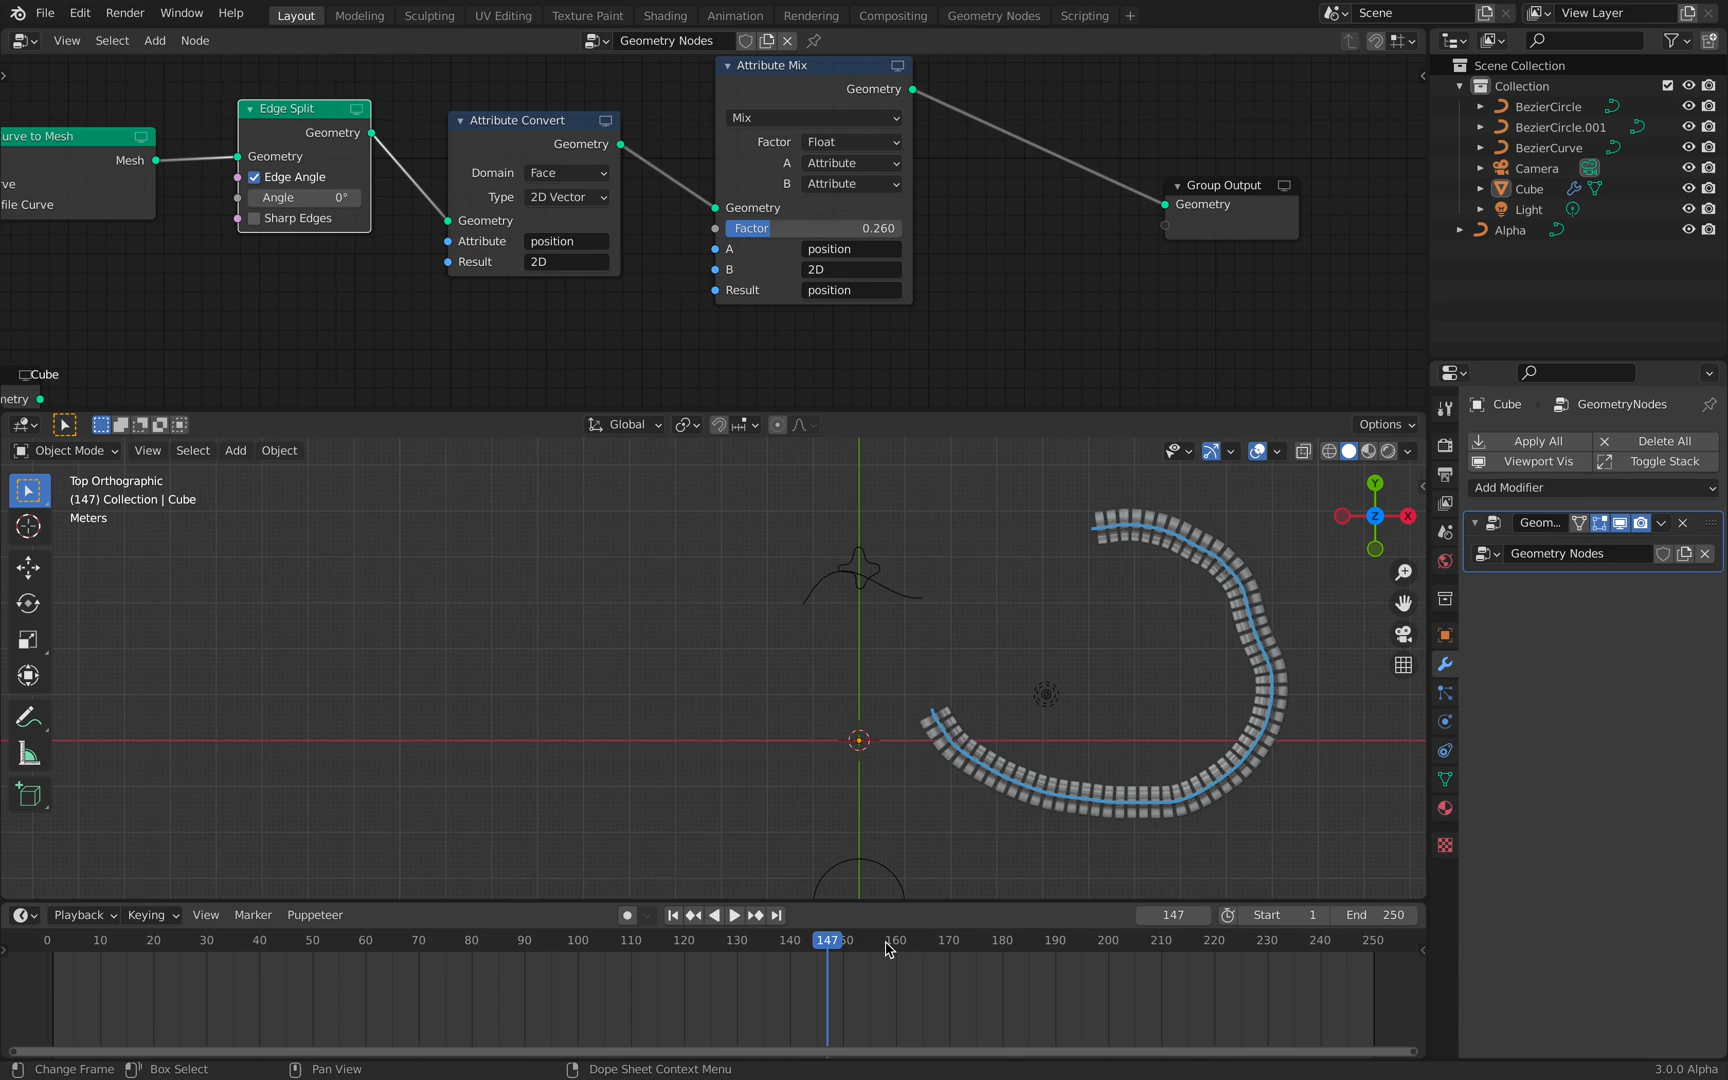 File Edit Render Window Help Layout Modeling Sculpting UV Editing Texture Paint Shading Animation Rendering Compositing Geometry Nodes Scripting Scene View Layer
View Select Add Node Geometry Nodes
Edge Split
Geometry
Geometry
Edge Angle
Angle 0°
Sharp Edges
urve to Mesh
Mesh
rve
file Curve
Attribute Convert
Geometry
Domain Face
Type 2D Vector
Geometry
Attribute position
Result 2D
Attribute Mix
Geometry
Mix
Factor Float
A Attribute
B Attribute
Geometry
Factor 0.260
A position
B 2D
Result position
Group Output
Geometry
Cube
metry
Scene Collection
Collection
BezierCircle
BezierCircle.001
BezierCurve
Camera
Cube
Light
Alpha
Global Options
Object Mode View Select Add Object
Top Orthographic
(147) Collection | Cube
Meters
Y
Z X
Cube GeometryNodes
Apply All Delete All
Viewport Vis Toggle Stack
Add Modifier
Geom...
Geometry Nodes
Playback Keying View Marker Puppeteer 147 Start 1 End 250
0 10 20 30 40 50 60 70 80 90 100 110 120 130 140 147 50 160 170 180 190 200 210 220 230 240 250
Change Frame Box Select Pan View Dope Sheet Context Menu 3.0.0 Alpha